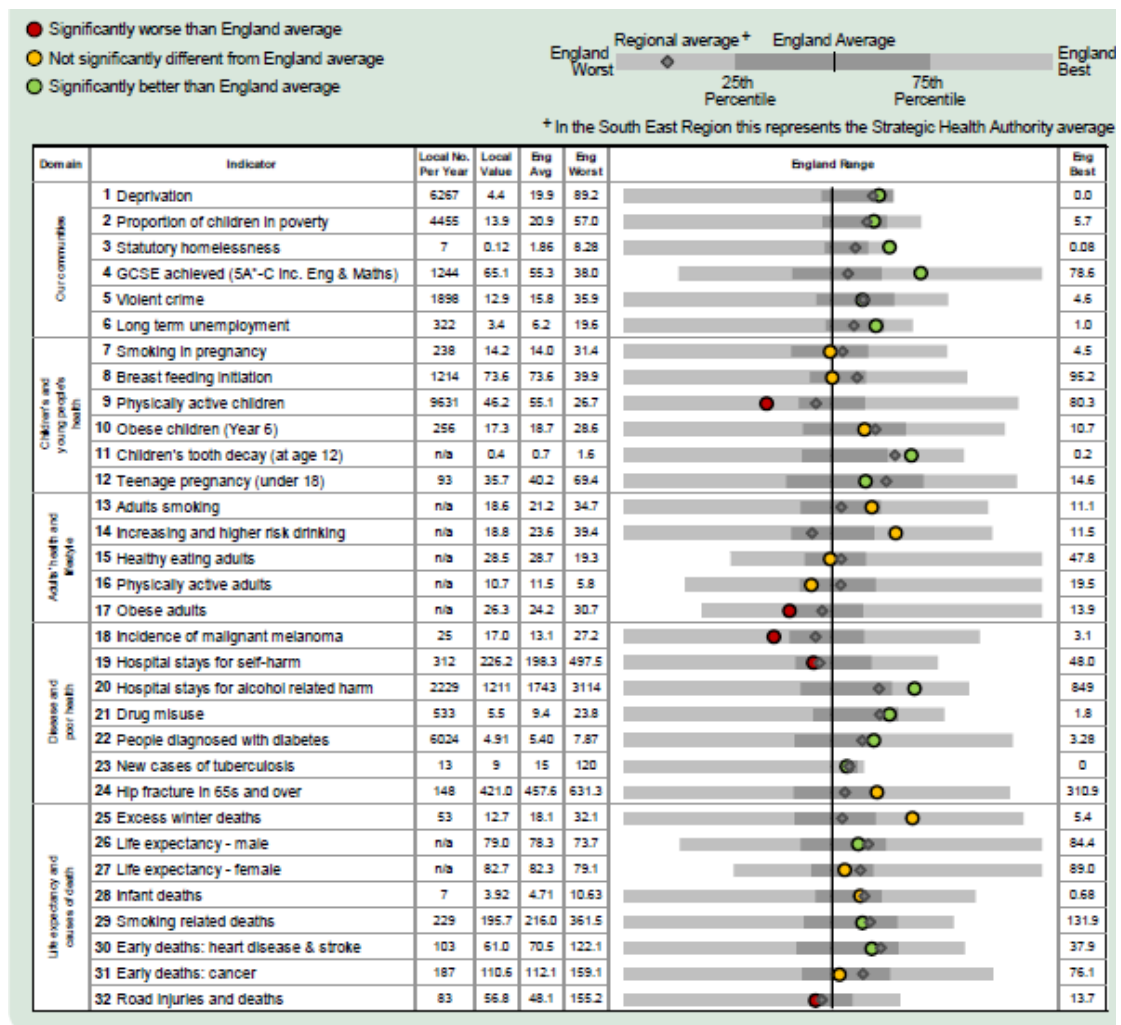 Significantly worse than England average
Not significantly different from England average
Significantly better than England average
Regional average+ England Average
England Worst
England Best
25th Percentile
75th Percentile
+ In the South East Region this represents the Strategic Health Authority average
Domain Indicator Local No. Per Year Local Value Eng Avg Eng Worst England Range Eng Best
Our communities
1 Deprivation 6267 4.4 19.9 89.2 0.0
2 Proportion of children in poverty 4455 13.9 20.9 57.0 5.7
3 Statutory homelessness 7 0.12 1.86 8.28 0.08
4 GCSE achieved (5A*-C inc. Eng & Maths) 1244 65.1 55.3 38.0 78.6
5 Violent crime 1898 12.9 15.8 35.9 4.6
6 Long term unemployment 322 3.4 6.2 19.6 1.0
Children's and young people's health
7 Smoking in pregnancy 238 14.2 14.0 31.4 4.5
8 Breast feeding initiation 1214 73.6 73.6 39.9 95.2
9 Physically active children 9631 46.2 55.1 26.7 80.3
10 Obese children (Year 6) 256 17.3 18.7 28.6 10.7
11 Children's tooth decay (at age 12) n/a 0.4 0.7 1.6 0.2
12 Teenage pregnancy (under 18) 93 35.7 40.2 69.4 14.6
Adults' health and lifestyle
13 Adults smoking n/a 18.6 21.2 34.7 11.1
14 Increasing and higher risk drinking n/a 18.8 23.6 39.4 11.5
15 Healthy eating adults n/a 28.5 28.7 19.3 47.8
16 Physically active adults n/a 10.7 11.5 5.8 19.5
17 Obese adults n/a 26.3 24.2 30.7 13.9
Disease and poor health
18 Incidence of malignant melanoma 25 17.0 13.1 27.2 3.1
19 Hospital stays for self-harm 312 226.2 198.3 497.5 48.0
20 Hospital stays for alcohol related harm 2229 1211 1743 3114 849
21 Drug misuse 533 5.5 9.4 23.8 1.8
22 People diagnosed with diabetes 6024 4.91 5.40 7.87 3.28
23 New cases of tuberculosis 13 9 15 120 0
24 Hip fracture in 65s and over 148 421.0 457.6 631.3 310.9
Life expectancy and causes of death
25 Excess winter deaths 53 12.7 18.1 32.1 5.4
26 Life expectancy - male n/a 79.0 78.3 73.7 84.4
27 Life expectancy - female n/a 82.7 82.3 79.1 89.0
28 Infant deaths 7 3.92 4.71 10.63 0.68
29 Smoking related deaths 229 195.7 216.0 361.5 131.9
30 Early deaths: heart disease & stroke 103 61.0 70.5 122.1 37.9
31 Early deaths: cancer 187 110.6 112.1 159.1 76.1
32 Road injuries and deaths 83 56.8 48.1 155.2 13.7